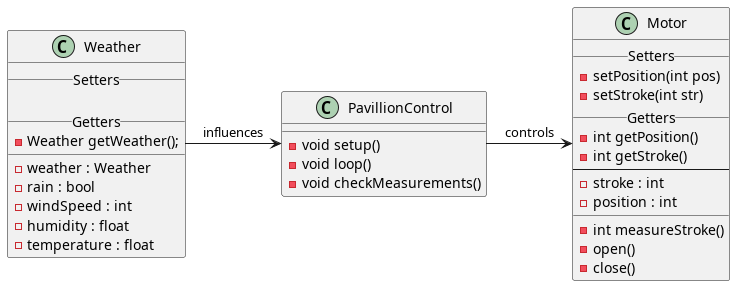 C Weather
Setters
Getters
Weather getWeather();
weather : Weather
rain : bool
windSpeed : int
humidity : float
temperature : float
influences
C PavillionControl
void setup()
void loop()
void checkMeasurements()
controls
C Motor
Setters
setPosition(int pos)
setStroke(int str)
Getters
int getPosition()
int getStroke()
stroke : int
position : int
int measureStroke()
open()
close()